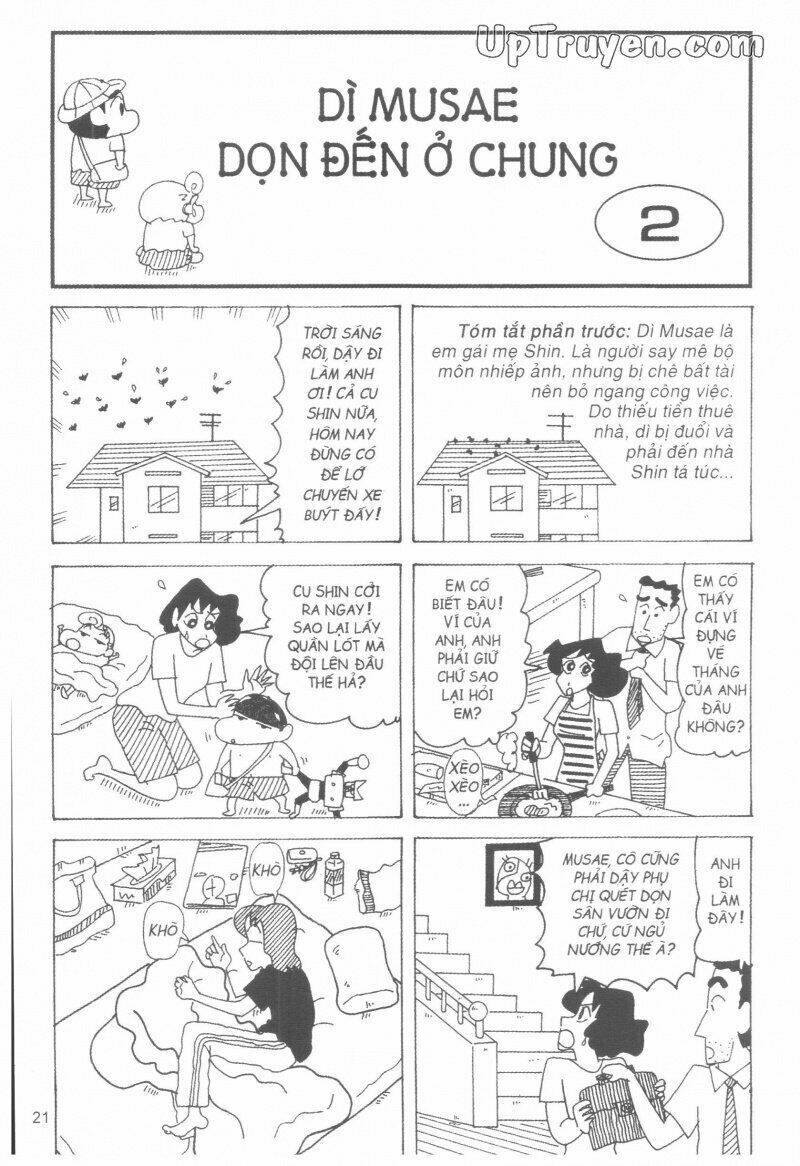 UpTruyen.com
DÌ MUSAE
DỌN ĐẾN Ở CHUNG
2
Tóm tắt phần trước: Dì Musae là
em gái mẹ Shin. Là người say mê bộ
môn nhiếp ảnh, nhưng bị chê bất tài
nên bỏ ngang công việc.
Do thiếu tiền thuê
nhà, dì bị đuổi và
phải đến nhà
Shin tá túc...
TRỜI SÁNG
RỒI, DẬY ĐI
LÀM ANH
ƠI! CẢ CU
SHIN NỮA,
HÔM NAY
ĐỪNG CÓ
ĐỂ LỠ
CHUYẾN XE
BUÝT ĐẤY!
EM CÓ
THẤY
CÁI VÍ
ĐỰNG
VÉ
THÁNG
CỦA ANH
ĐÂU
KHÔNG?
EM CÓ
BIẾT ĐÂU!
VÍ CỦA
ANH, ANH
PHẢI GIỮ
CHỨ SAO
LẠI HỎI
EM?
XÈO
XÈO
...
CU SHIN CỞI
RA NGAY!
SAO LẠI LẤY
QUẦN LÓT MÀ
ĐỘI LÊN ĐẦU
THẾ HẢ?
ANH
ĐI
LÀM
ĐÂY!
MUSAE, CÔ CŨNG
PHẢI DẬY PHỤ
CHỊ QUÉT DỌN
SÂN VƯỜN ĐI
CHỨ, CỨ NGỦ
NƯỚNG THẾ À?
KHÒ
KHÒ
21